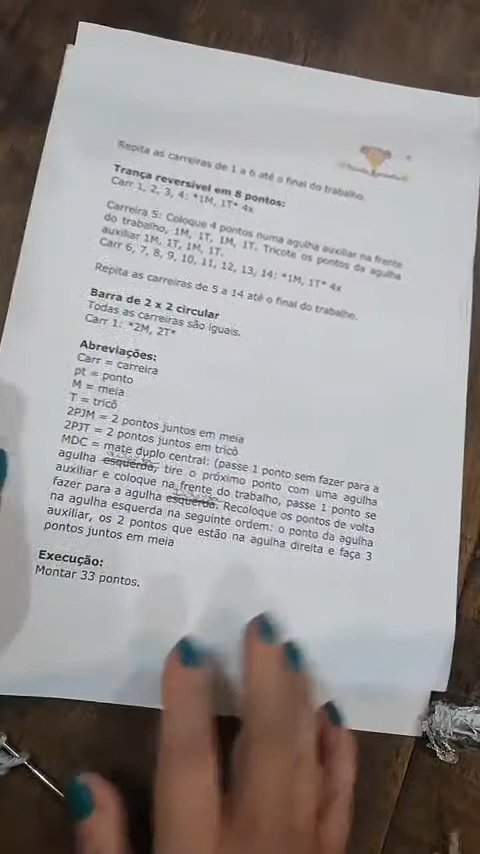 Repita as carreiras de 1 a 6 até o final do trabalho.
Trança reversível em 8 pontos:
Carr 1, 2, 3, 4: *1M, 1T* 4x
Carreira 5: Coloque 4 pontos numa agulha auxiliar na frente
do trabalho, 1M, 1T, 1M, 1T. Tricote os pontos da agulha
auxiliar 1M, 1T, 1M, 1T.
Carr 6, 7, 8, 9, 10, 11, 12, 13, 14: *1M, 1T* 4x
Repita as carreiras de 5 a 14 até o final do trabalho.
Barra de 2 x 2 circular
Todas as carreiras são iguais.
Carr 1: *2M, 2T*
Abreviações:
Carr = carreira
pt = ponto
M = meia
T = tricô
2PJM = 2 pontos juntos em meia
2PJT = 2 pontos juntos em tricô
MDC = mate duplo central: (passe 1 ponto sem fazer para a
agulha esquerda, tire o próximo ponto com uma agulha
auxiliar e coloque na frente do trabalho, passe 1 ponto se
fazer para a agulha esquerda. Recoloque os pontos de volta
na agulha esquerda na seguinte ordem: o ponto da agulha
auxiliar, os 2 pontos que estão na agulha direita e faça 3
pontos juntos em meia
Execução:
Montar 33 pontos.